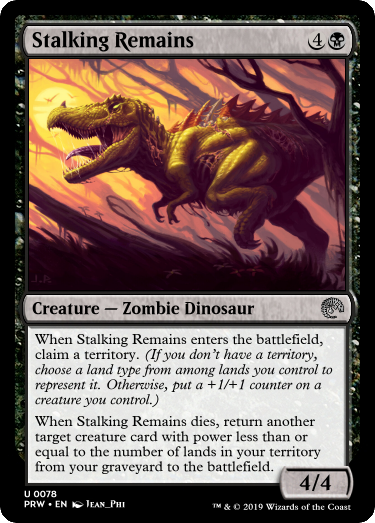 Stalking Remains 4
Creature — Zombie Dinosaur
When Stalking Remains enters the battlefield,
claim a territory. (If you don't have a territory,
choose a land type from among lands you control to
represent it. Otherwise, put a +1/+1 counter on a
creature you control.)
When Stalking Remains dies, return another
target creature card with power less than or
equal to the number of lands in your territory
from your graveyard to the battlefield.
4/4
U 0078
PRW • EN Jean_Phi
™ & © 2019 Wizards of the Coast